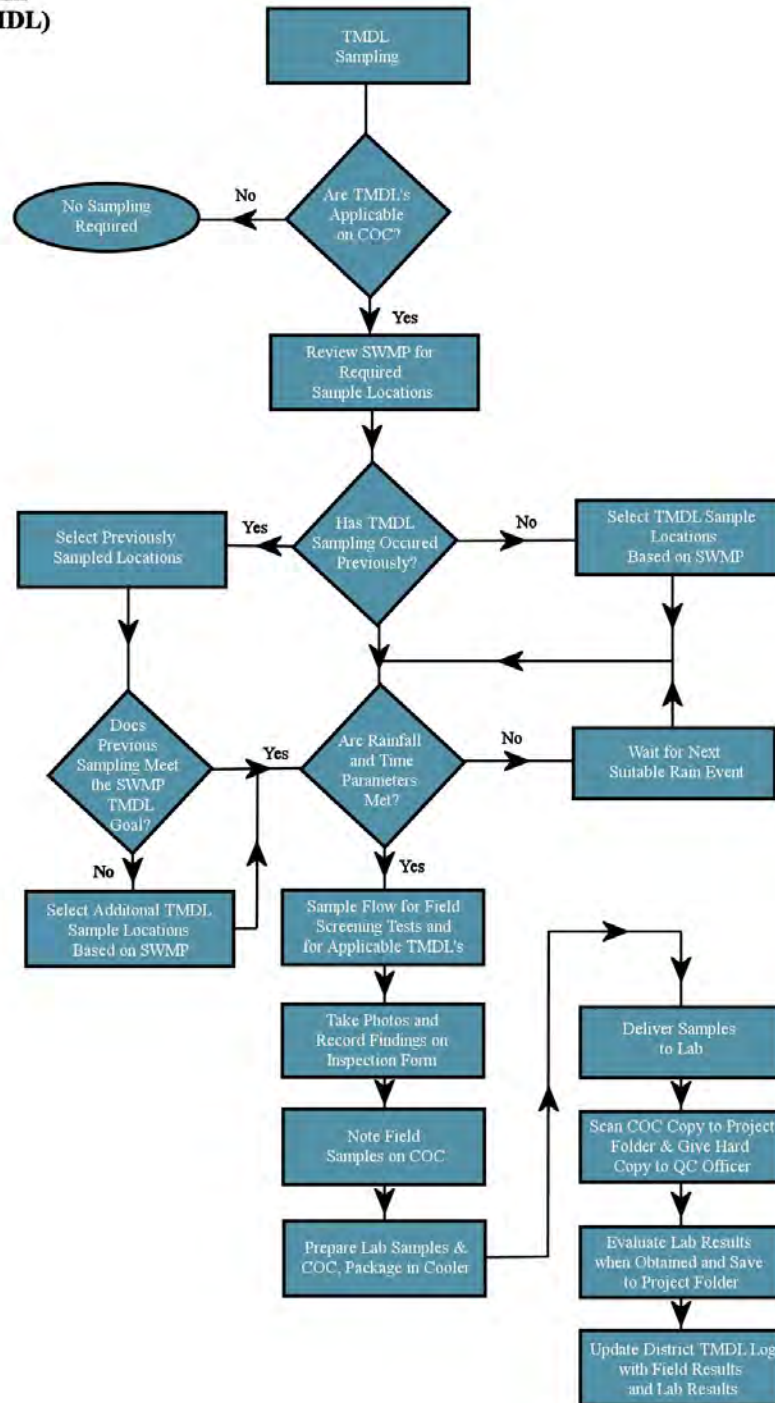 MDL)
TMDL
Sampling
Are TMDL's
Applicable
on COC?
No
No Sampling
Required
Yes
Review SWMP for
Required
Sample Locations
Has TMDL
Sampling Occured
Previously?
Yes
Select Previously
Sampled Locations
No
Select TMDL Sample
Locations
Based on SWMP
Does
Previous
Sampling Meet
the SWMP
TMDL
Goal?
Yes
No
Select Additonal TMDL
Sample Locations
Based on SWMP
Are Rainfall
and Time
Parameters
Met?
No
Wait for Next
Suitable Rain Event
Yes
Sample Flow for Field
Screening Tests and
for Applicable TMDL's
Take Photos and
Record Findings on
Inspection Form
Note Field
Samples on COC
Prepare Lab Samples &
COC, Package in Cooler
Deliver Samples
to Lab
Scan COC Copy to Project
Folder & Give Hard
Copy to QC Officer
Evaluate Lab Results
when Obtained and Save
to Project Folder
Update District TMDL Log
with Field Results
and Lab Results